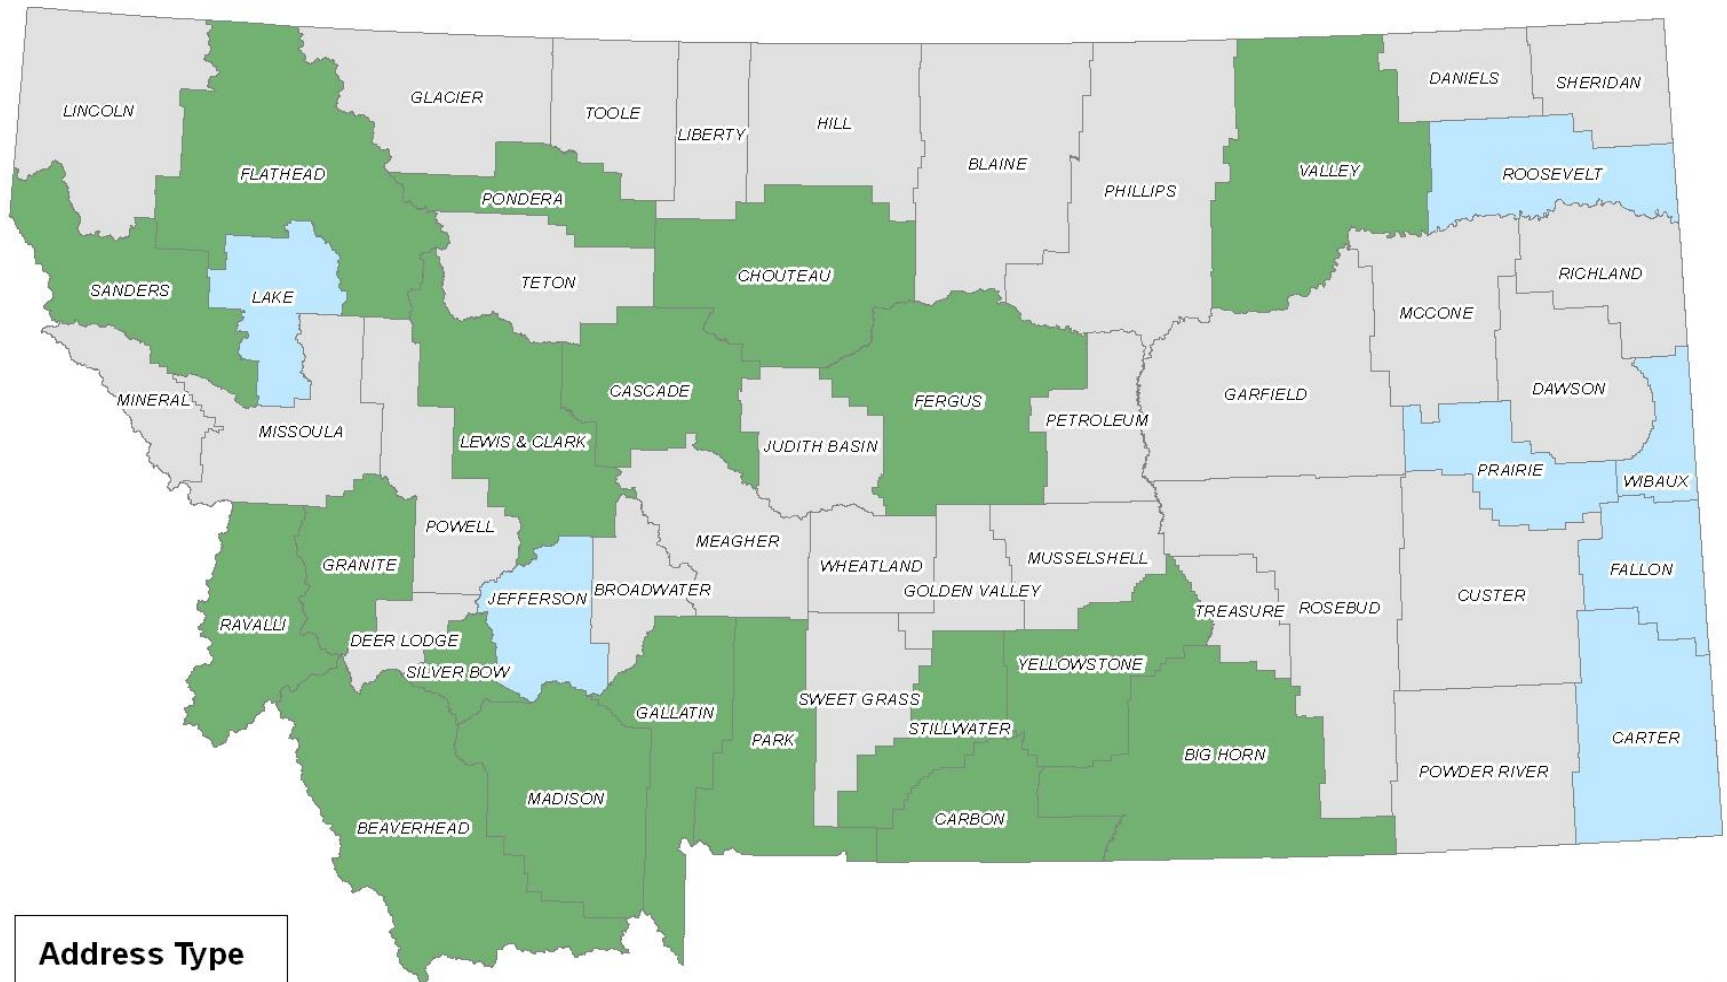 LINCOLN
GLACIER
TOOLE
LIBERTY
HILL
BLAINE
PHILLIPS
VALLEY
DANIELS
SHERIDAN
FLATHEAD
PONDERA
ROOSEVELT
SANDERS
LAKE
TETON
CHOUTEAU
RICHLAND
MCCONE
MINERAL
MISSOULA
LEWIS & CLARK
CASCADE
JUDITH BASIN
FERGUS
PETROLEUM
GARFIELD
DAWSON
PRAIRIE
WIBAUX
POWELL
GRANITE
MEAGHER
WHEATLAND
GOLDEN VALLEY
MUSSELSHELL
FALLON
RAVALLI
DEER LODGE
JEFFERSON
BROADWATER
TREASURE
ROSEBUD
CUSTER
SILVER BOW
GALLATIN
PARK
SWEET GRASS
STILLWATER
YELLOWSTONE
BIG HORN
CARTER
POWDER RIVER
BEAVERHEAD
MADISON
CARBON
Address Type